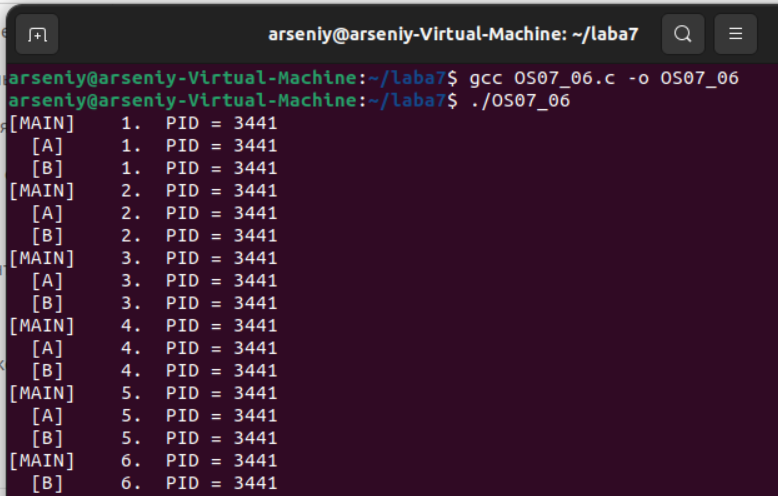 arseniy@arseniy-Virtual-Machine: ~/laba7
arseniy@arseniy-Virtual-Machine:~/laba7$ gcc OS07_06.c -o OS07_06
arseniy@arseniy-Virtual-Machine:~/laba7$ ./OS07_06
[MAIN] 1. PID = 3441
[A] 1. PID = 3441
[B] 1. PID = 3441
[MAIN] 2. PID = 3441
[A] 2. PID = 3441
[B] 2. PID = 3441
[MAIN] 3. PID = 3441
[A] 3. PID = 3441
[B] 3. PID = 3441
[MAIN] 4. PID = 3441
[A] 4. PID = 3441
[B] 4. PID = 3441
[MAIN] 5. PID = 3441
[A] 5. PID = 3441
[B] 5. PID = 3441
[MAIN] 6. PID = 3441
[B] 6. PID = 3441